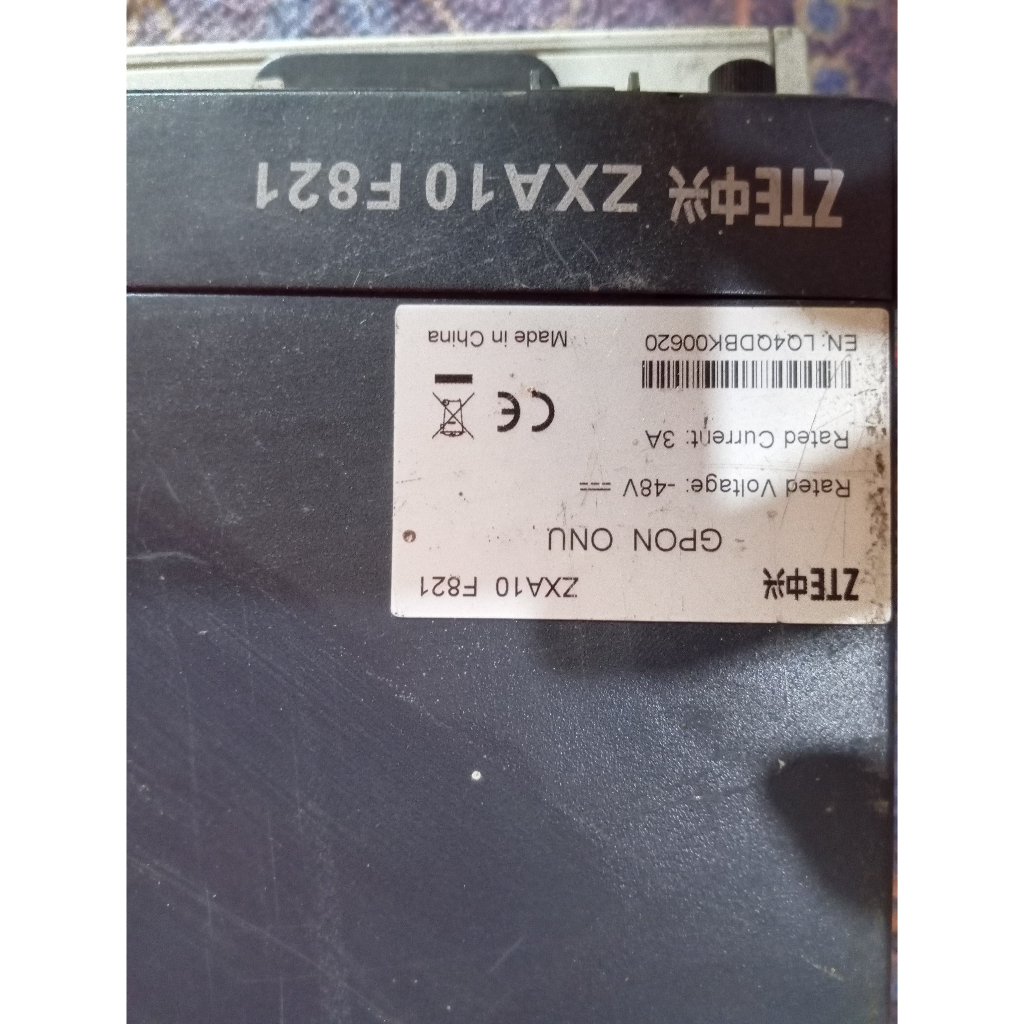 ZTE中兴 ZXA10 F821
ZTE中兴 ZXA10 F821
GPON ONU
Rated Voltage: -48V ⎓
Rated Current: 3A
CE
EN: LQ4QDBK00620 Made in China